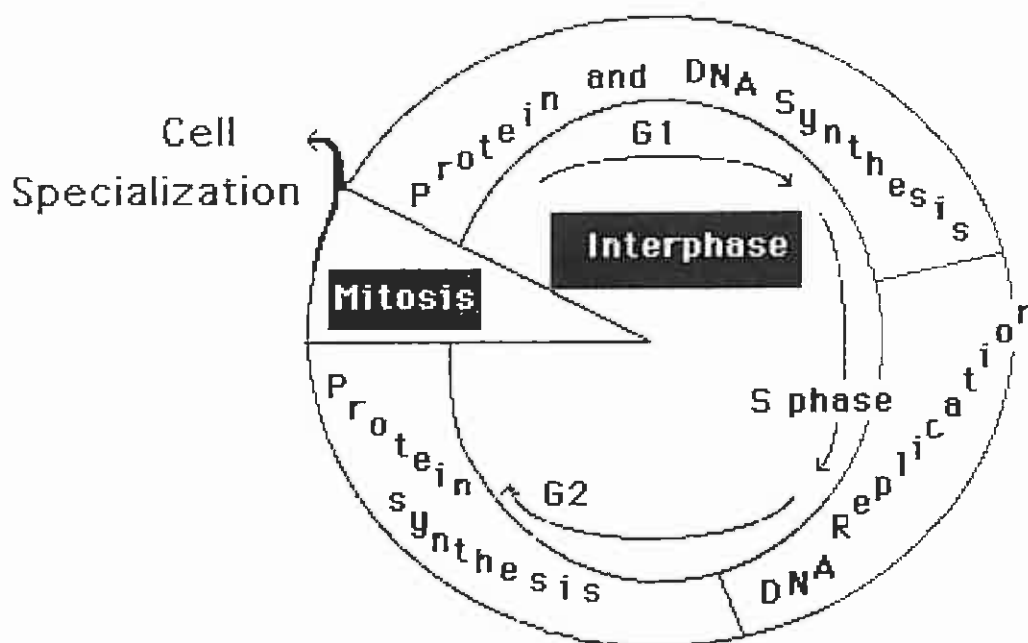 Protein and DNA Synthesis
Cell
Specialization
G1
Interphase
Mitosis
S phase
G2
Protein
synthesis
DNA Replication